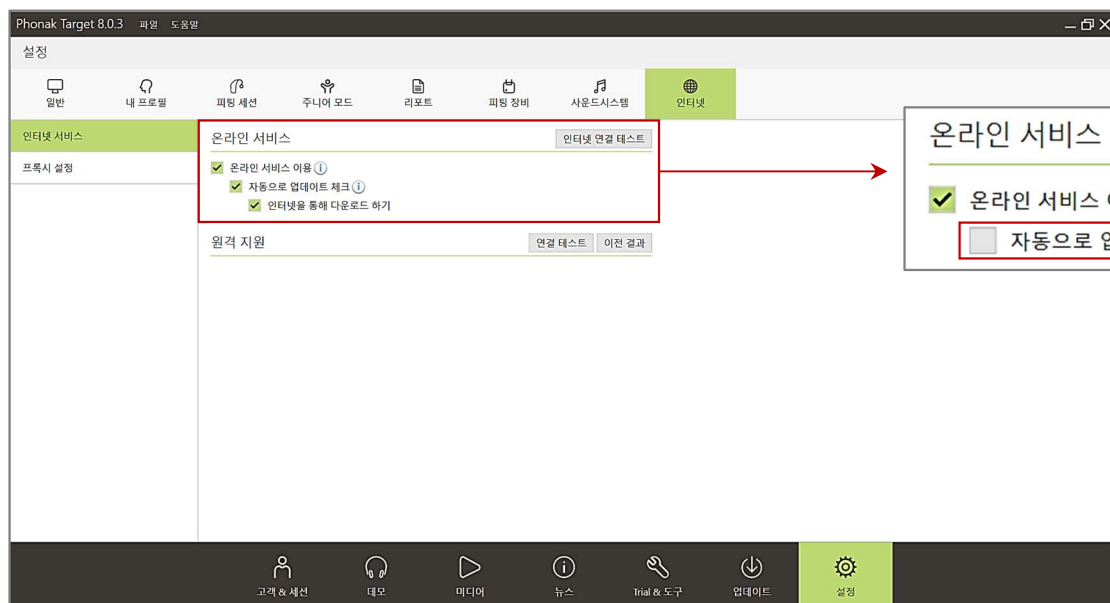 Phonak Target 8.0.3 파일 도움말
설정
일반 내 프로필 피팅 세션 주니어 모드 리포트 피팅 장비 사운드시스템 인터넷
인터넷 서비스
프록시 설정
온라인 서비스 인터넷 연결 테스트
온라인 서비스 이용
자동으로 업데이트 체크
인터넷을 통해 다운로드 하기
원격 지원 연결 테스트 이전 결과
온라인 서비스
온라인 서비스
자동으로
고객 & 세션 데모 미디어 뉴스 Trial & 도구 업데이트 설정